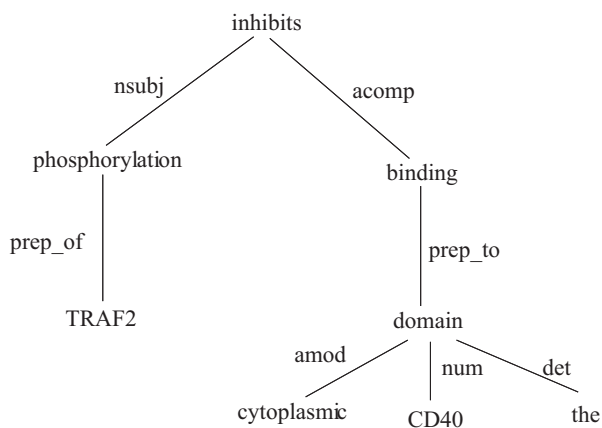 inhibits
nsubj
acomp
phosphorylation
binding
prep_of
prep_to
TRAF2
domain
amod
num
det
cytoplasmic
CD40
the